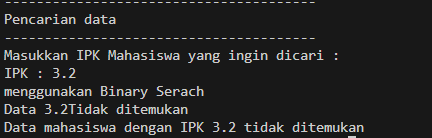 ----------------------------------------
Pencarian data
----------------------------------------
Masukkan IPK Mahasiswa yang ingin dicari :
IPK : 3.2
menggunakan Binary Serach
Data 3.2Tidak ditemukan
Data mahasiswa dengan IPK 3.2 tidak ditemukan